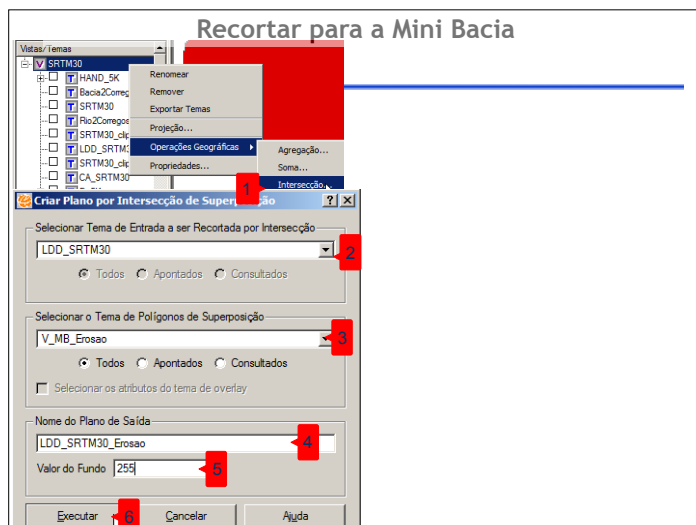 Recortar para a Mini Bacia
Vistas/Temas
SRTM30
HAND_5K
Bacia2Correg
SRTM30
Rio2Corregos
SRTM30_clip
LDD_SRTM3
SRTM30_clip
CA_SRTM30
Renomear
Remover
Exportar Temas
Projeção...
Operações Geográficas
Propriedades...
Agregação...
Soma...
Intersecção...
1
Criar Plano por Intersecção de Superposição
Selecionar Tema de Entrada a ser Recortada por Intersecção
LDD_SRTM30
2
Todos Apontados Consultados
Selecionar o Tema de Polígonos de Superposição
V_MB_Erosao
3
Todos Apontados Consultados
Selecionar os atributos do tema de overlay
Nome do Plano de Saída
LDD_SRTM30_Erosao
4
Valor do Fundo 255
5
Executar
6
Cancelar
Ajuda